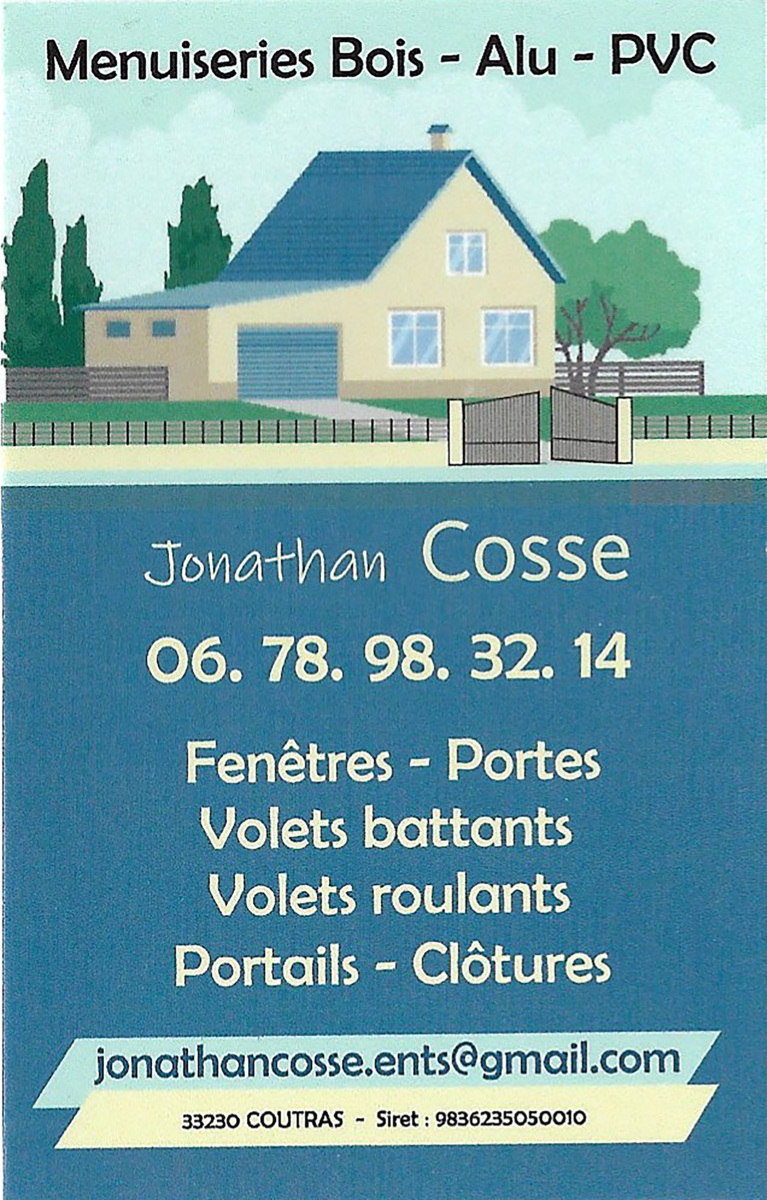 Menuiseries Bois - Alu - PVC
Jonathan Cosse
06. 78. 98. 32. 14
Fenêtres - Portes
Volets battants
Volets roulants
Portails - Clôtures
jonathancosse.ents@gmail.com
33230 COUTRAS - Siret : 9836235050010